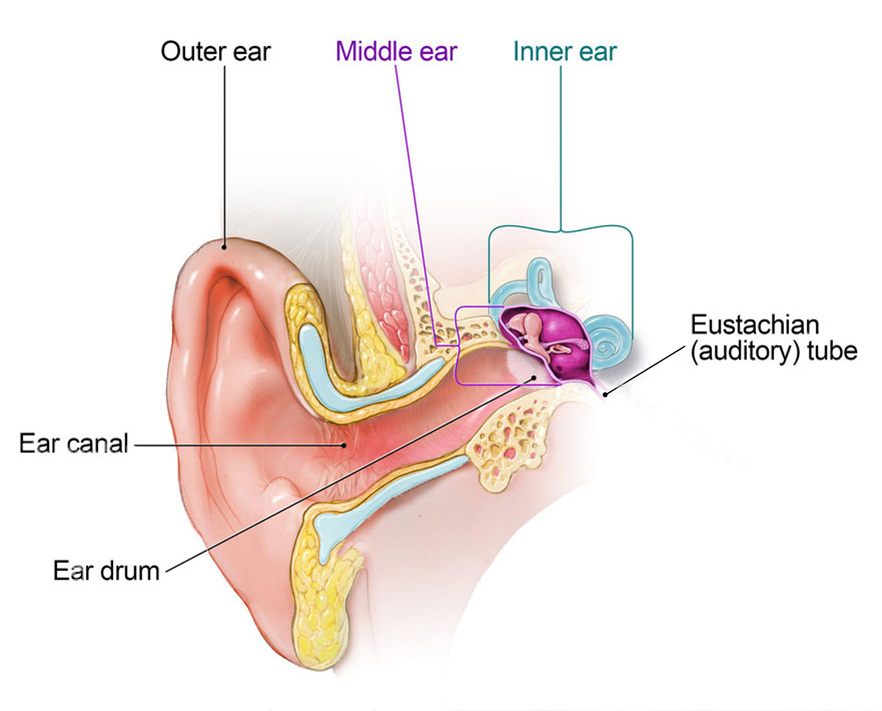 Outer ear
Middle ear
Inner ear
Eustachian
(auditory) tube
Ear canal
Ear drum